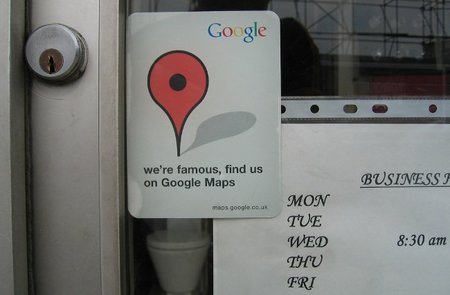 Google
we're famous, find us
on Google Maps
maps.google.co.uk
BUSINESS
MON
TUE
WED 8:30 am
THU
FRI